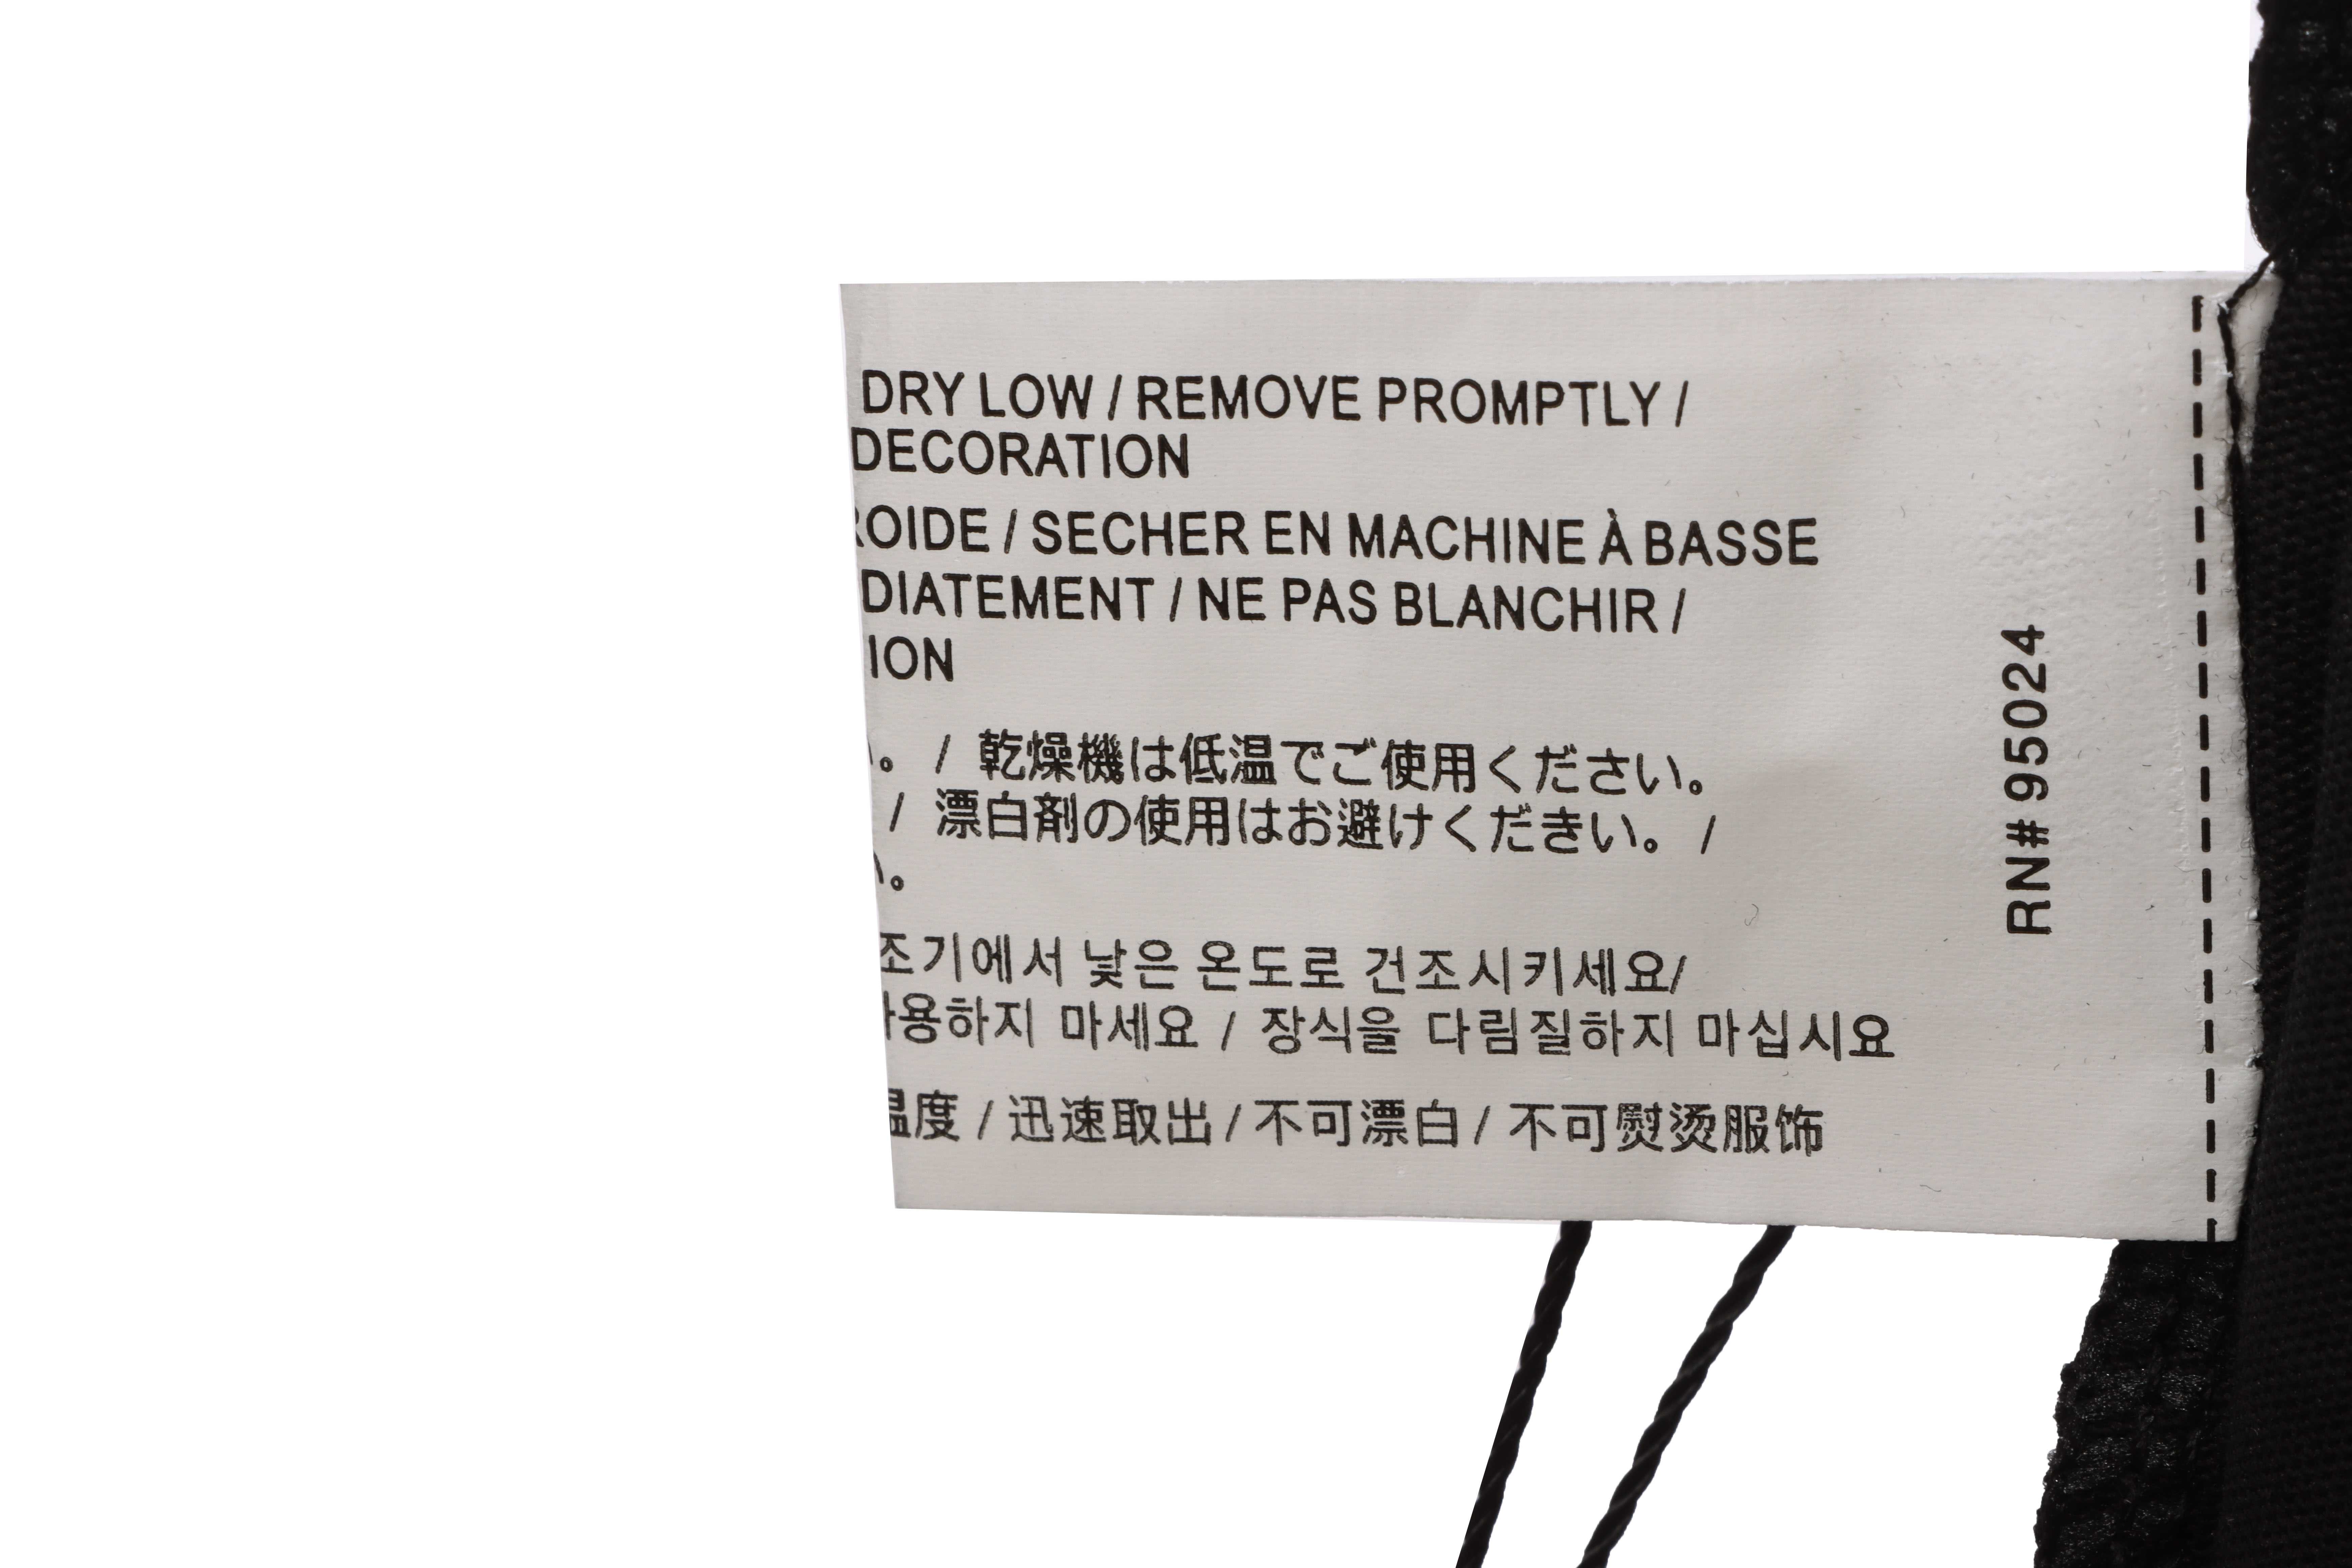 DRY LOW / REMOVE PROMPTLY /
DECORATION
OIDE / SECHER EN MACHINE À BASSE
DIATEMENT / NE PAS BLANCHIR /
ION
。 / 乾燥機は低温でご使用ください。
/ 漂白剤の使用はお避けくだきい。 /
。
조기에서 낮은 온도로 건조시키세요/
용하지 마세요 / 장식을 다림질하지 마십시요
温度 / 迅速取出 / 不可漂白 / 不可熨烫服饰
RN# 95024